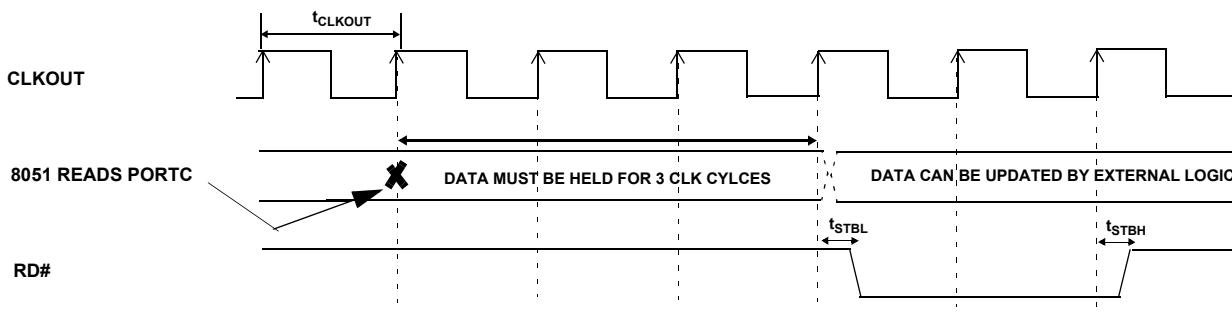 tCLKOUT
CLKOUT
8051 READS PORTC
DATA MUST BE HELD FOR 3 CLK CYLCES
DATA CAN BE UPDATED BY EXTERNAL LOGIC
tSTBL
tSTBH
RD#